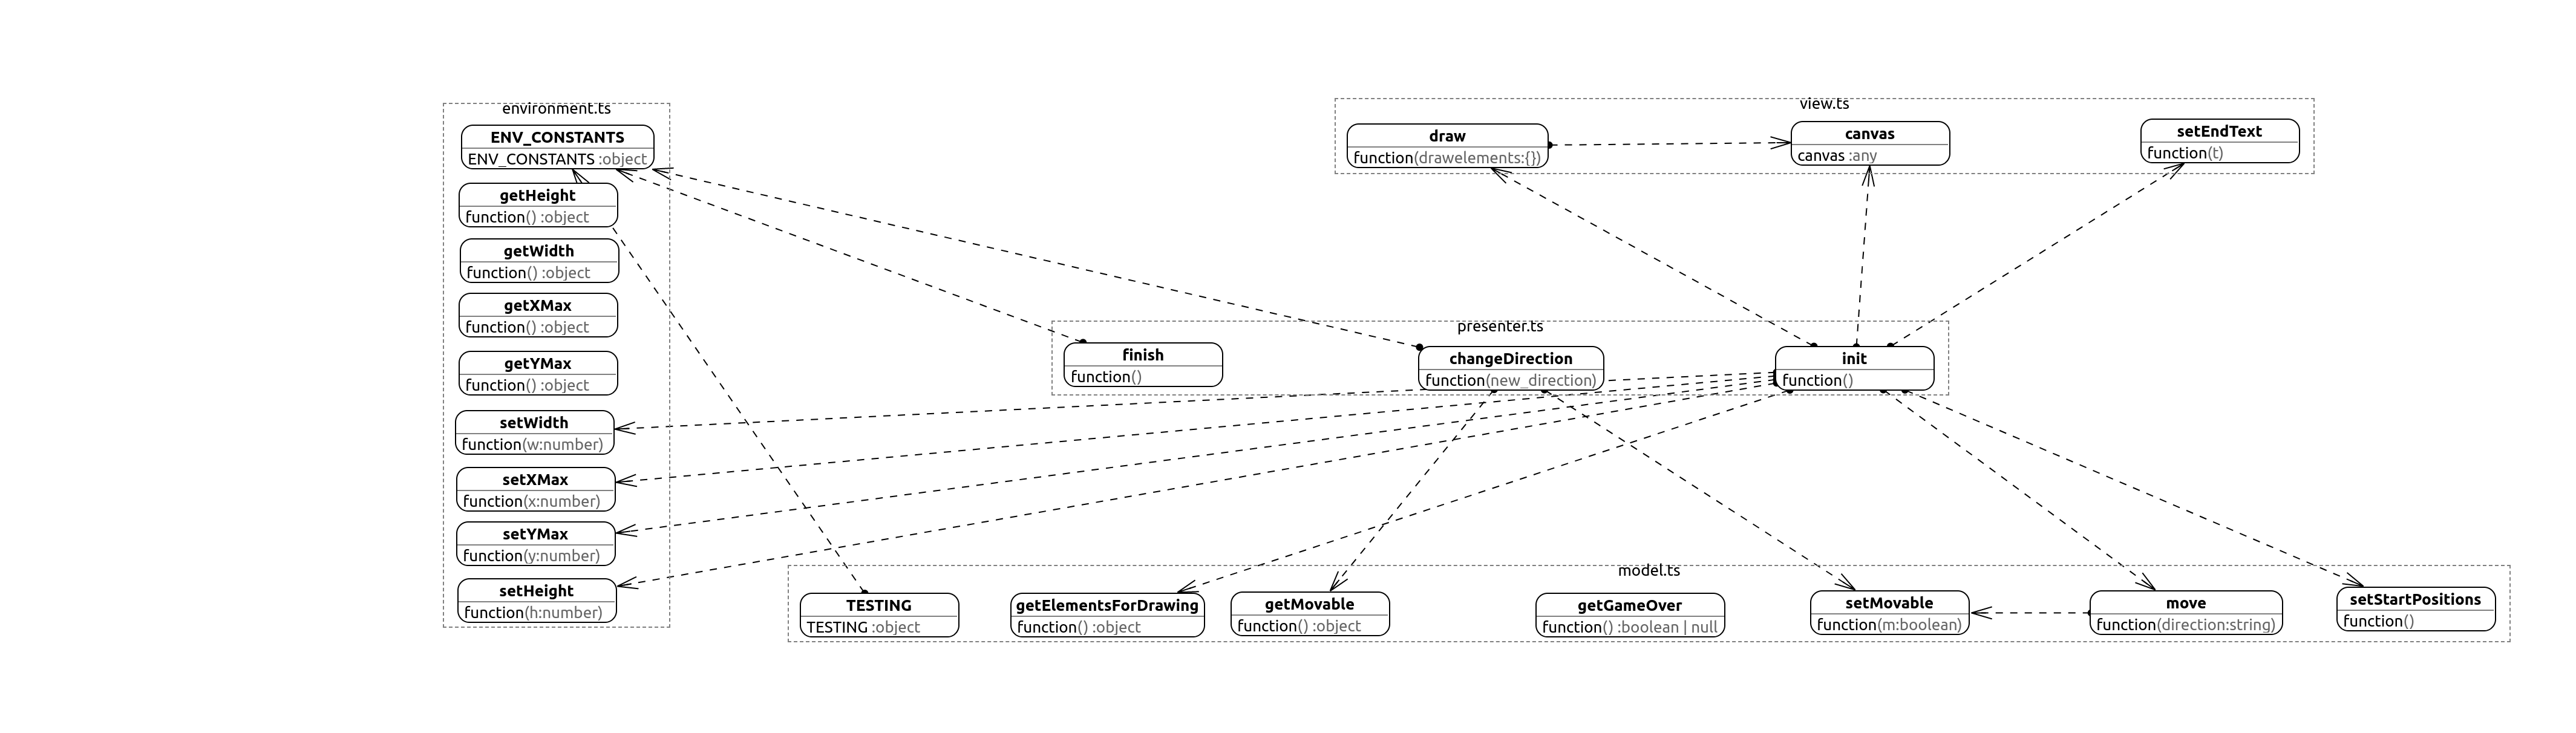 environment.ts
ENV_CONSTANTS
ENV_CONSTANTS :object
getHeight
function() :object
getWidth
function() :object
getXMax
function() :object
getYMax
function() :object
setWidth
function(w:number)
setXMax
function(x:number)
setYMax
function(y:number)
setHeight
function(h:number)
view.ts
draw
function(drawelements:{})
canvas
canvas :any
setEndText
function(t)
presenter.ts
finish
function()
changeDirection
function(new_direction)
init
function()
model.ts
TESTING
TESTING :object
getElementsForDrawing
function() :object
getMovable
function() :object
getGameOver
function() :boolean | null
setMovable
function(m:boolean)
move
function(direction:string)
setStartPositions
function()